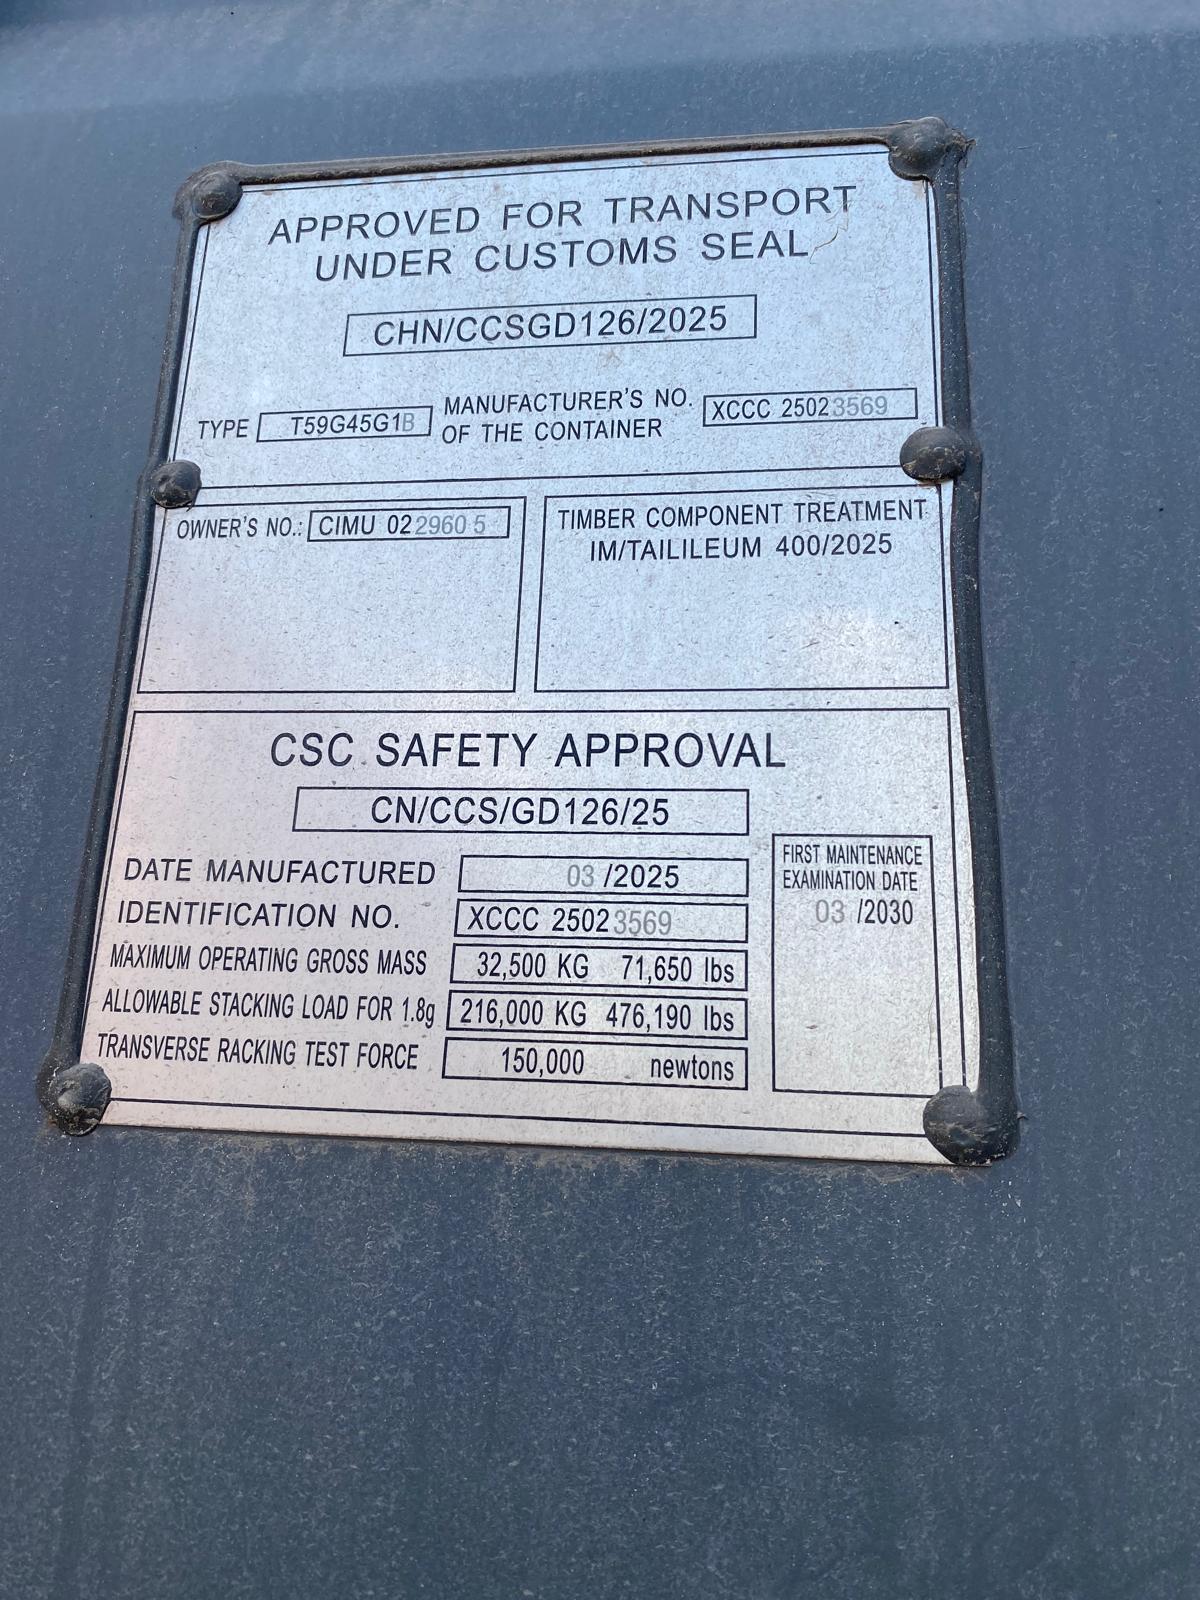 APPROVED FOR TRANSPORT
UNDER CUSTOMS SEAL
CHN/CCSGD126/2025
TYPE T59G45G1B
MANUFACTURER'S NO.
OF THE CONTAINER
XCCC 25023569
OWNER'S NO.: CIMU 022960 5
TIMBER COMPONENT TREATMENT
IM/TAILILEUM 400/2025
CSC SAFETY APPROVAL
CN/CCS/GD126/25
DATE MANUFACTURED 03 /2025
IDENTIFICATION NO. XCCC 25023569
MAXIMUM OPERATING GROSS MASS 32,500 KG 71,650 lbs
ALLOWABLE STACKING LOAD FOR 1.8g 216,000 KG 476,190 lbs
TRANSVERSE RACKING TEST FORCE 150,000 newtons
FIRST MAINTENANCE
EXAMINATION DATE
03 /2030